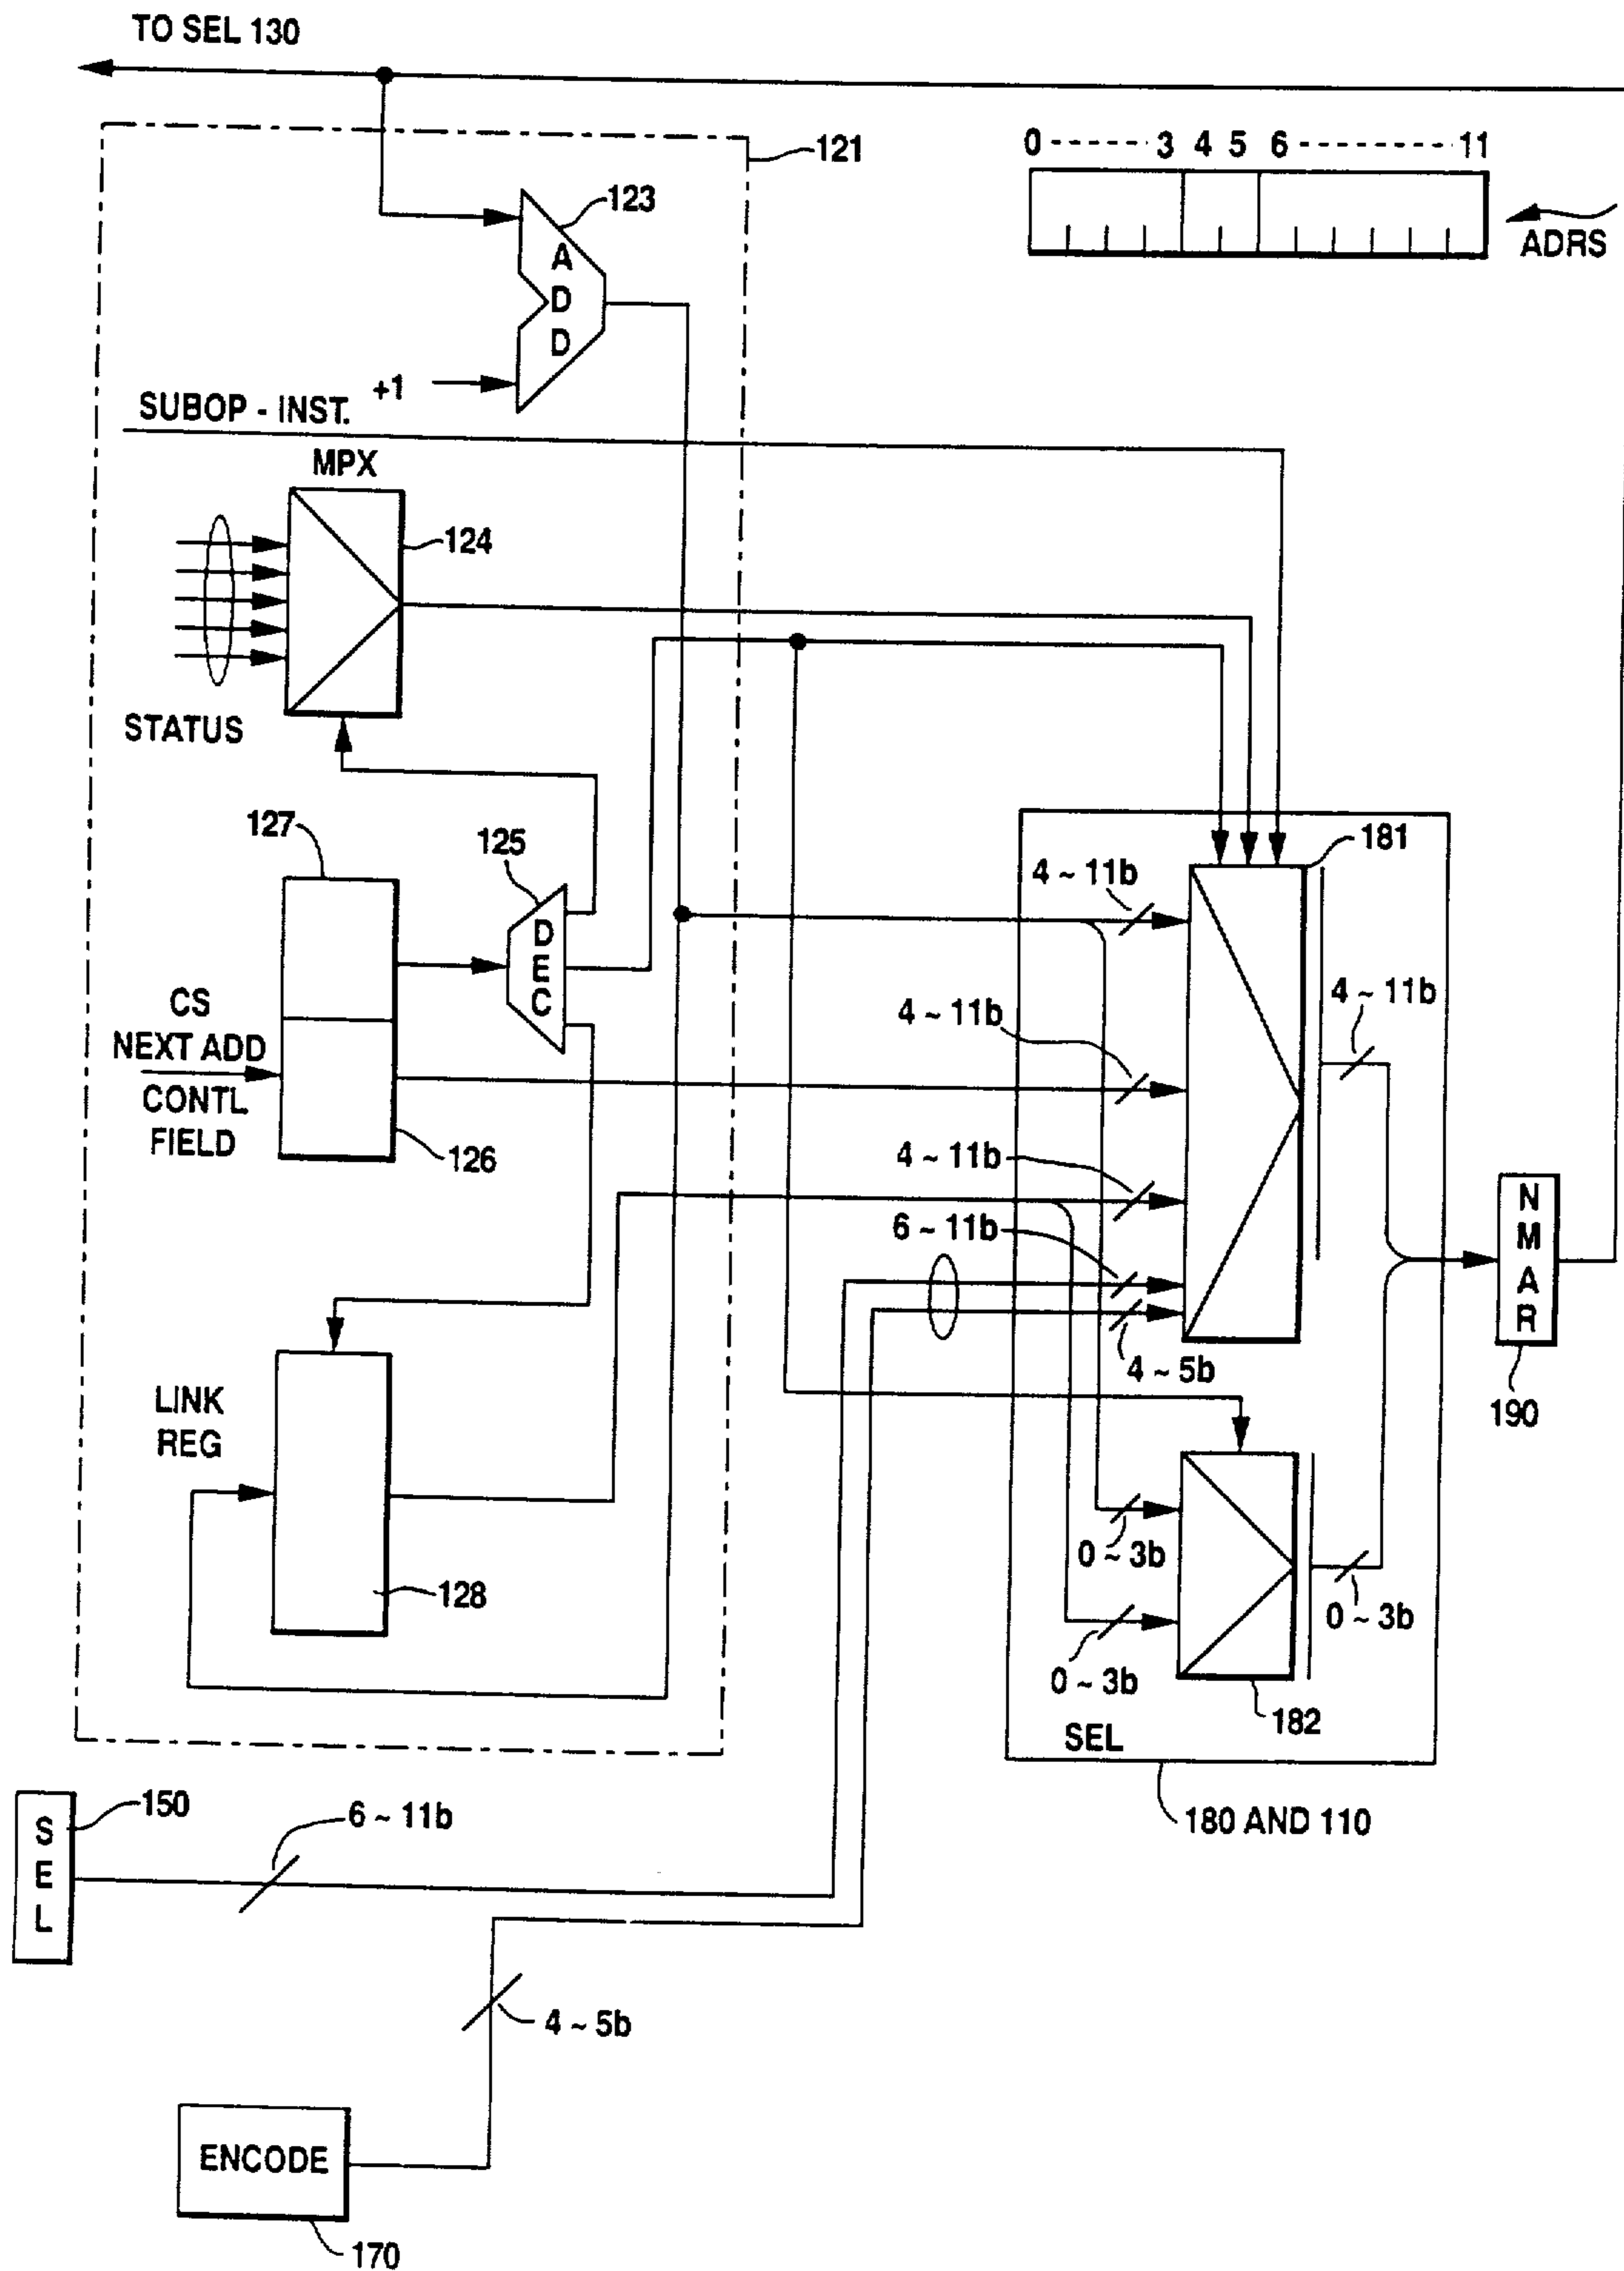 TO SEL 130
121
0 ------ 3 4 5 6 --------- 11
ADRS
123
A
D
D
+1
SUBOP - INST.
MPX
124
STATUS
127
125
D
E
C
CS
NEXT ADD
CONTL
FIELD
126
LINK
REG
128
181
4 ~ 11b
4 ~ 11b
4 ~ 11b
4 ~ 11b
6 ~ 11b
4 ~ 5b
N
M
A
R
190
0 ~ 3b
0 ~ 3b
0 ~ 3b
182
SEL
180 AND 110
150
S
E
L
6 ~ 11b
4 ~ 5b
ENCODE
170